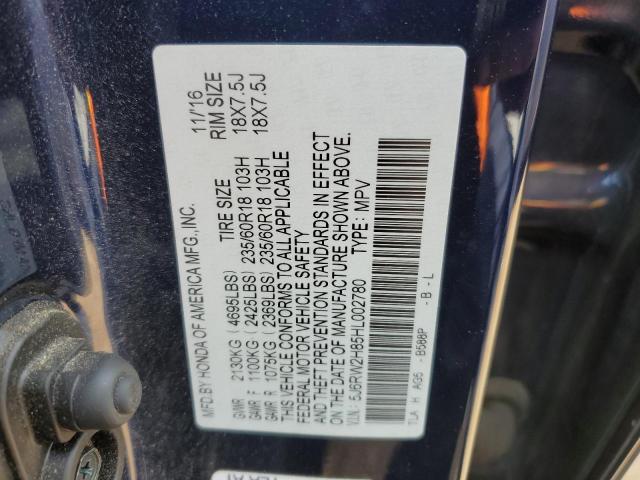 MFD.BY HONDA OF AMERICA MFG.,INC. 11/'16
TIRE SIZE RIM SIZE
GVWR 2130KG (4695LBS)
GAWR F 1100KG (2425LBS) 235/60R18 103H 18X7.5J
GAWR R 1075KG (2369LBS) 235/60R18 103H 18X7.5J
THIS VEHICLE CONFORMS TO ALL APPLICABLE
FEDERAL MOTOR VEHICLE SAFETY
AND THEFT PREVENTION STANDARDS IN EFFECT
ON THE DATE OF MANUFACTURE SHOWN ABOVE.
V.I.N.: 5J6RW2H85HL002780 TYPE: MPV
TLA H AG5 - B588P - B - L